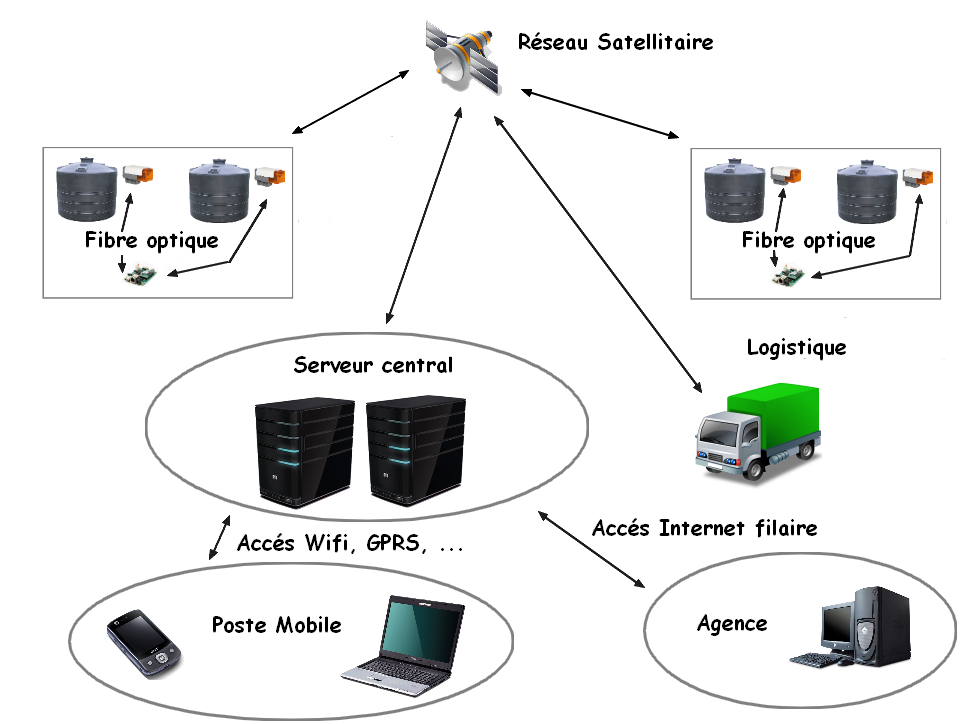 Réseau Satellitaire
Fibre optique
Fibre optique
Logistique
Serveur central
Accés Internet filaire
Accés Wifi, GPRS, ...
Poste Mobile
Agence